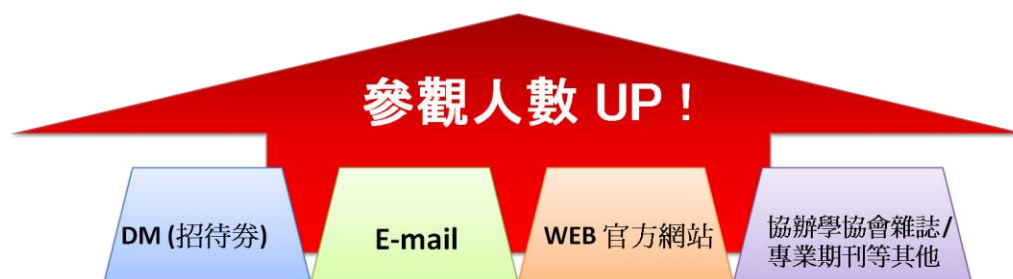 參觀人數 UP！
DM (招待券)
E-mail
WEB 官方網站
協辦學協會雜誌/
專業期刊等其他